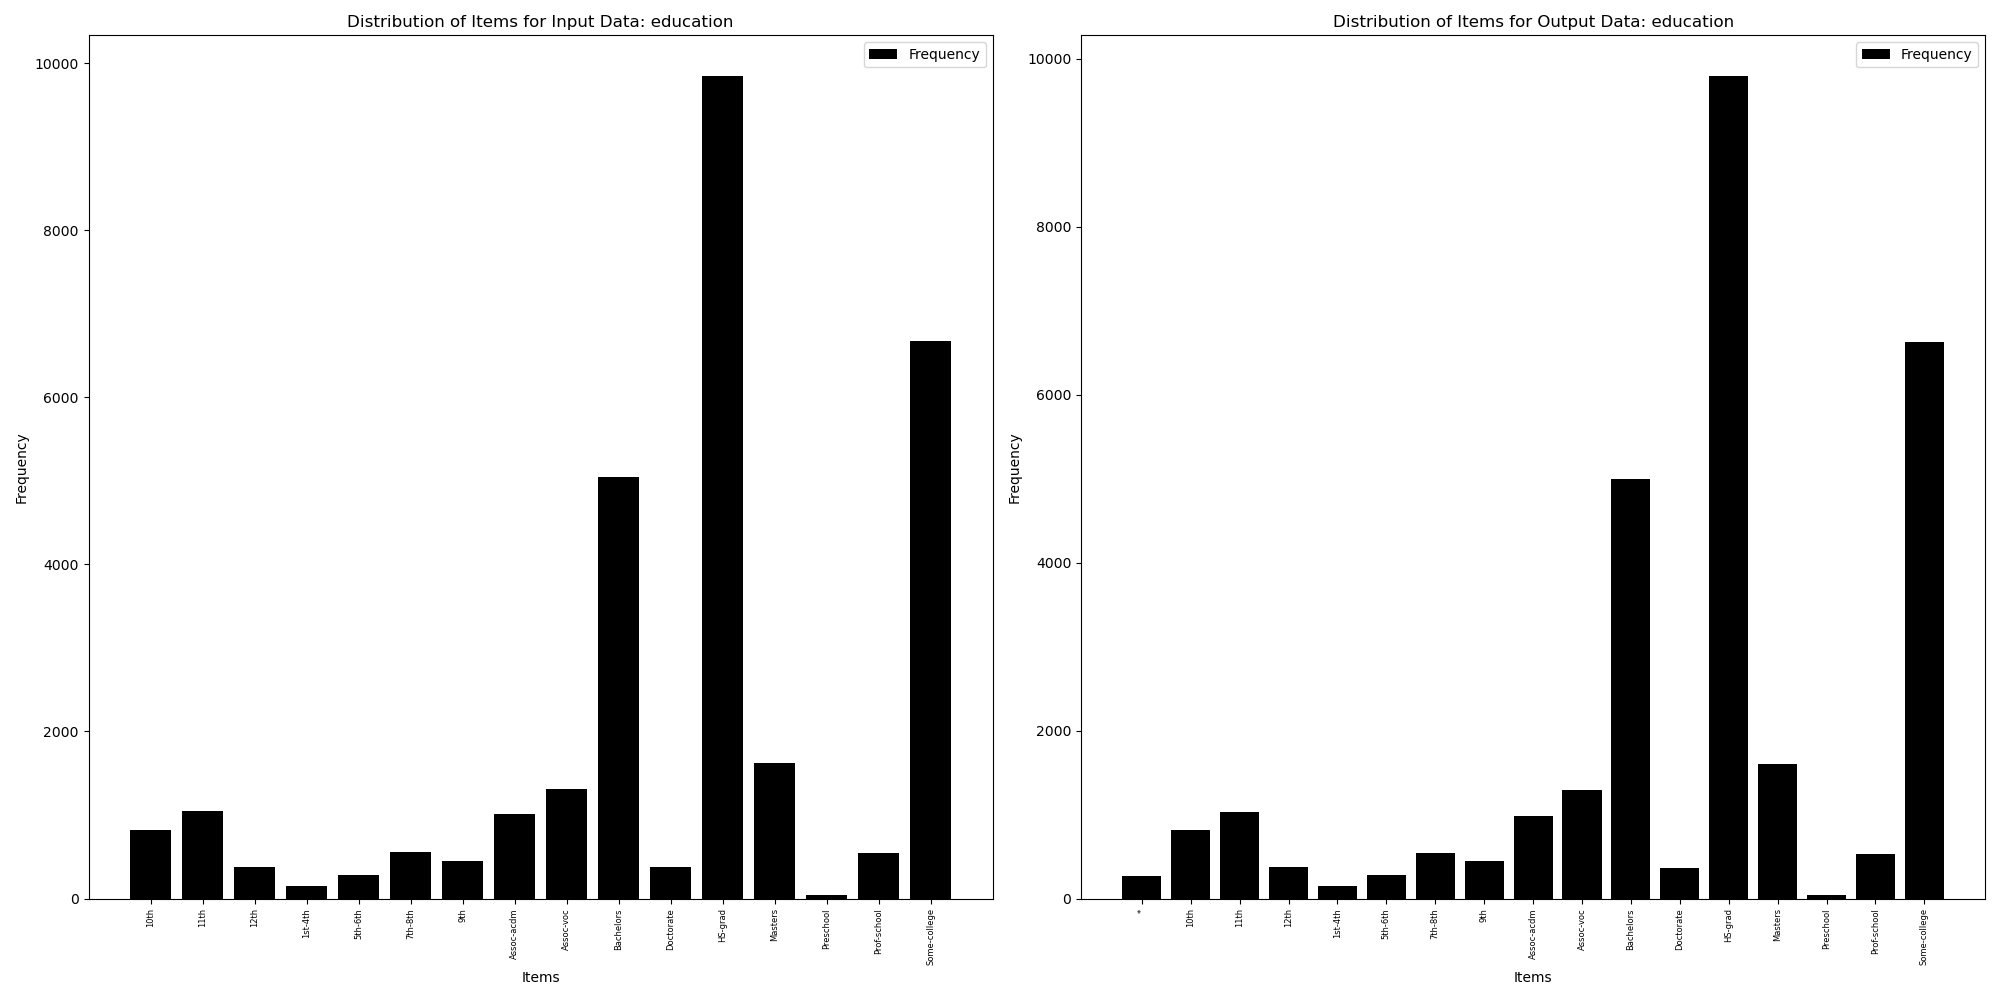 Distribution of Items for Input Data: education
Frequency
10000
8000
6000
4000
2000
0
Frequency
10th
11th
12th
1st-4th
5th-6th
7th-8th
9th
Assoc-acdm
Assoc-voc
Bachelors
Doctorate
HS-grad
Masters
Preschool
Prof-school
Some-college
Items
Distribution of Items for Output Data: education
Frequency
10000
8000
6000
4000
2000
0
Frequency
*
10th
11th
12th
1st-4th
5th-6th
7th-8th
9th
Assoc-acdm
Assoc-voc
Bachelors
Doctorate
HS-grad
Masters
Preschool
Prof-school
Some-college
Items